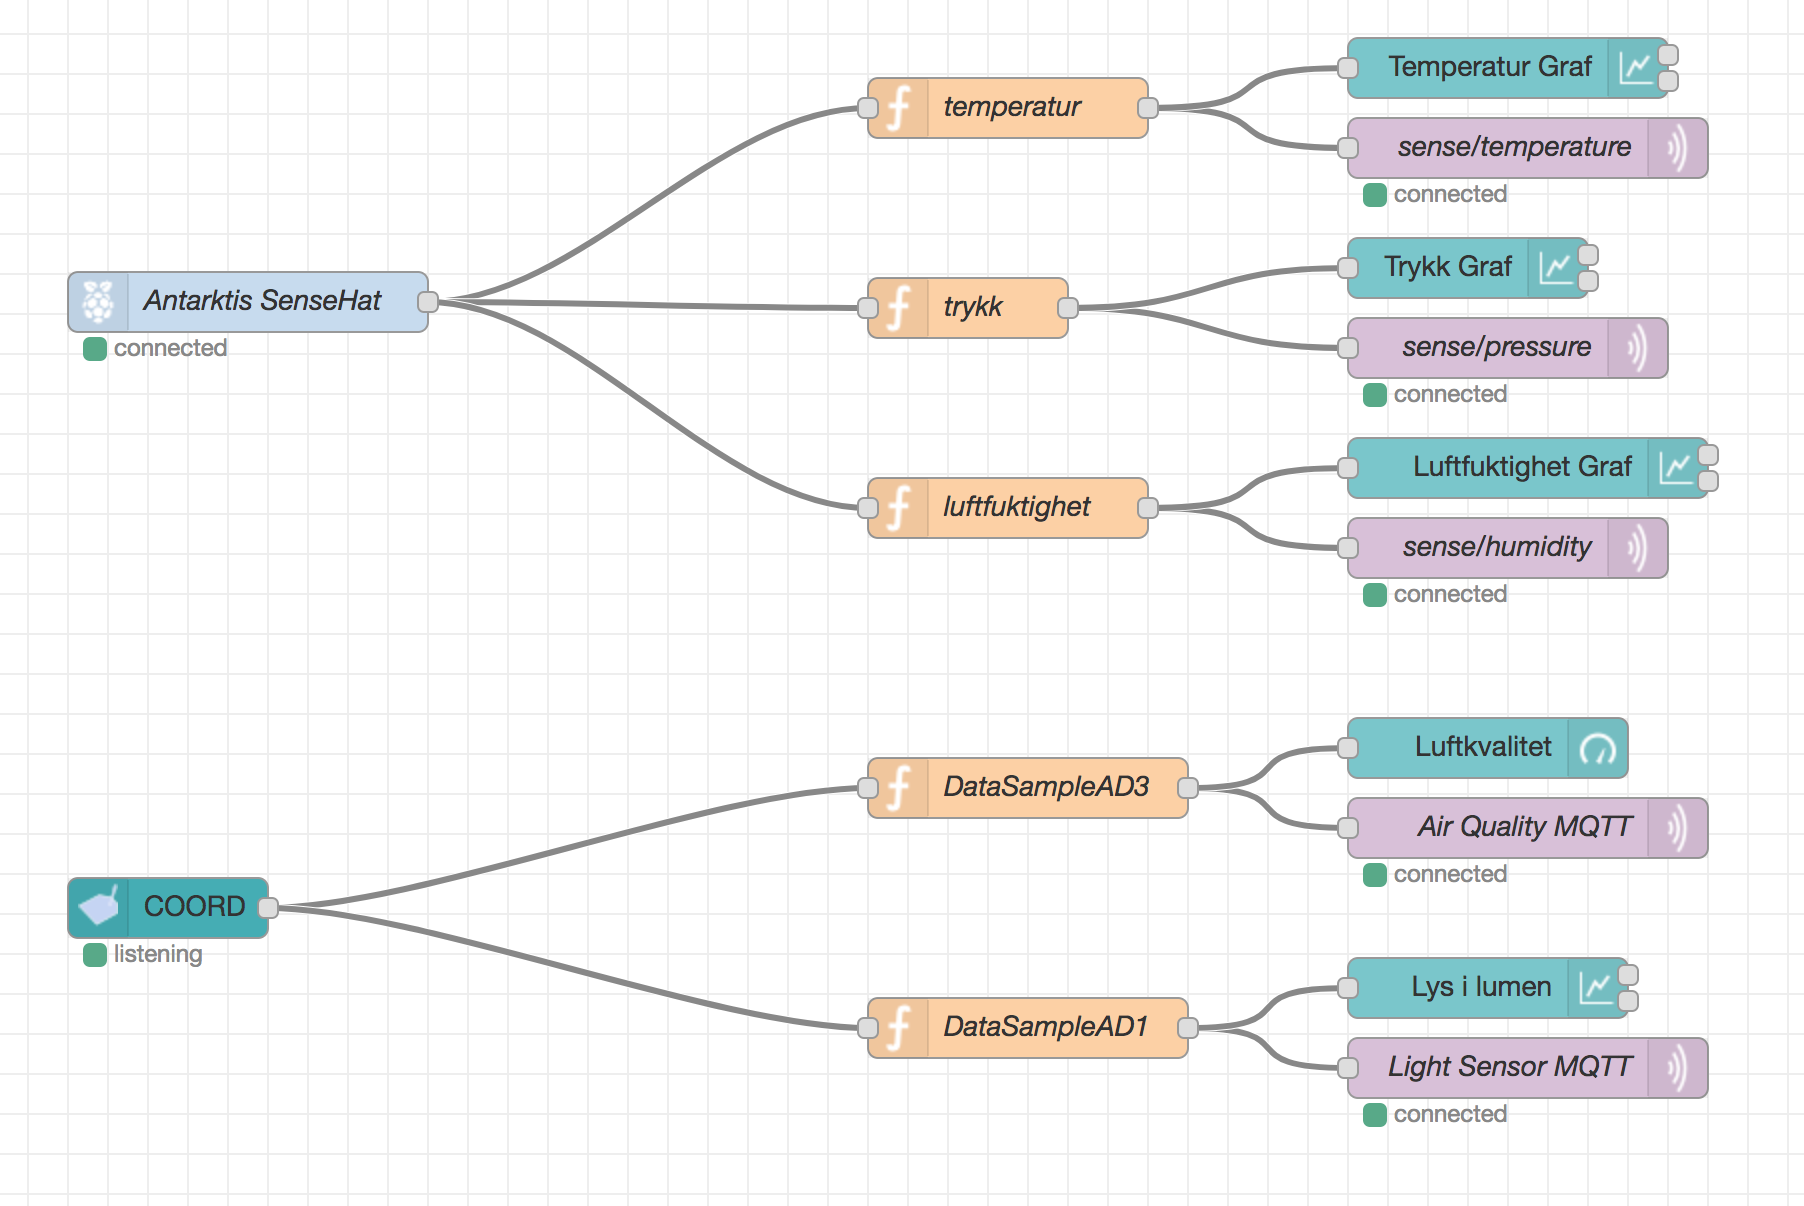 Temperatur Graf
temperatur
sense/temperature
connected
Trykk Graf
Antarktis SenseHat
trykk
connected
sense/pressure
connected
Luftfuktighet Graf
luftfuktighet
sense/humidity
connected
Luftkvalitet
DataSampleAD3
Air Quality MQTT
connected
COORD
listening
Lys i lumen
DataSampleAD1
Light Sensor MQTT
connected